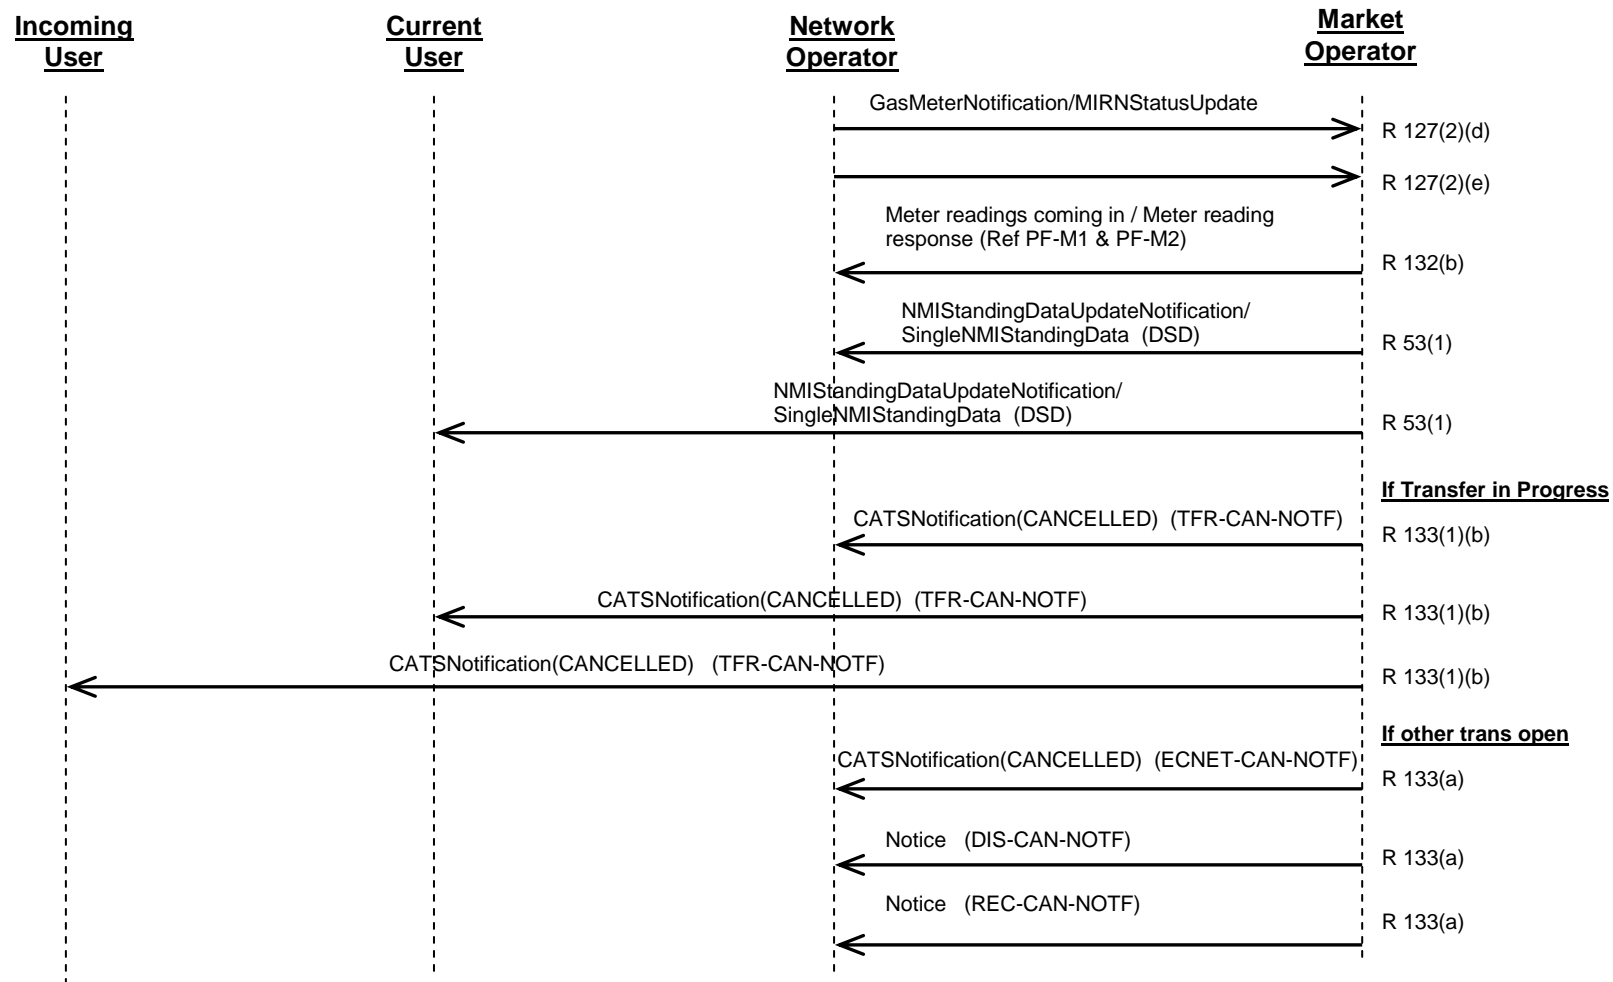 Incoming
User
Current
User
Network
Operator
Market
Operator
GasMeterNotification/MIRNStatusUpdate
R 127(2)(d)
R 127(2)(e)
Meter readings coming in / Meter reading
response (Ref PF-M1 & PF-M2)
R 132(b)
NMIStandingDataUpdateNotification/
SingleNMIStandingData (DSD)
R 53(1)
NMIStandingDataUpdateNotification/
SingleNMIStandingData (DSD)
R 53(1)
If Transfer in Progress
CATSNotification(CANCELLED) (TFR-CAN-NOTF)
R 133(1)(b)
CATSNotification(CANCELLED) (TFR-CAN-NOTF)
R 133(1)(b)
CATSNotification(CANCELLED) (TFR-CAN-NOTF)
R 133(1)(b)
If other trans open
CATSNotification(CANCELLED) (ECNET-CAN-NOTF)
R 133(a)
Notice (DIS-CAN-NOTF)
R 133(a)
Notice (REC-CAN-NOTF)
R 133(a)